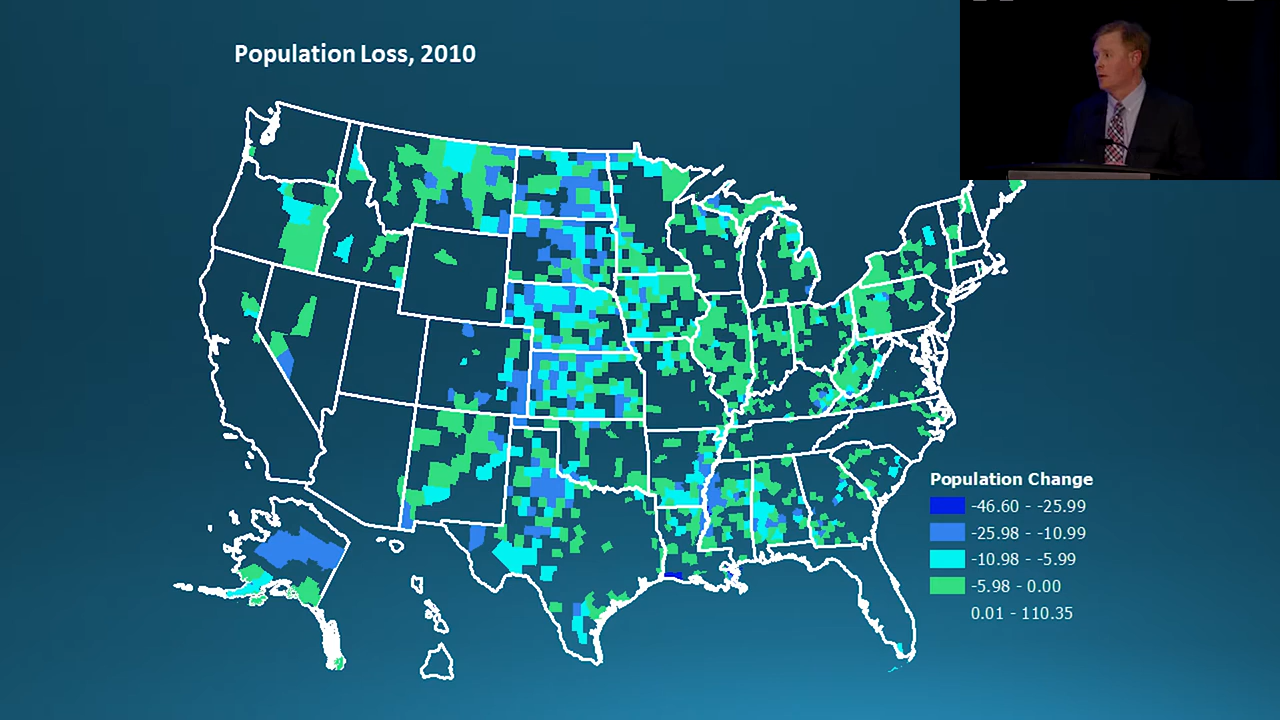 Population Loss, 2010
Population Change
-46.60 - -25.99
-25.98 - -10.99
-10.98 - -5.99
-5.98 - 0.00
0.01 - 110.35